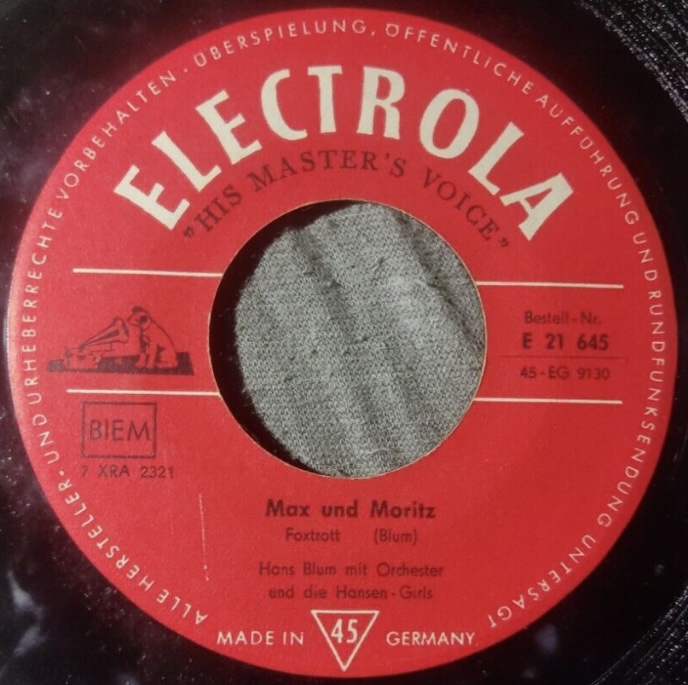 ALLE HERSTELLER- UND URHEBERRECHTE VORBEHALTEN · ÜBERSPIELUNG, ÖFFENTLICHE AUFFÜHRUNG UND RUNDFUNKSENDUNG UNTERSAGT
ELECTROLA
„HIS MASTER'S VOICE”
Bestell-Nr.
E 21 645
45-EG 9130
BIEM
7 XRA 2321
Max und Moritz
Foxtrott (Blum)
Hans Blum mit Orchester
und die Hansen-Girls
MADE IN 45 GERMANY